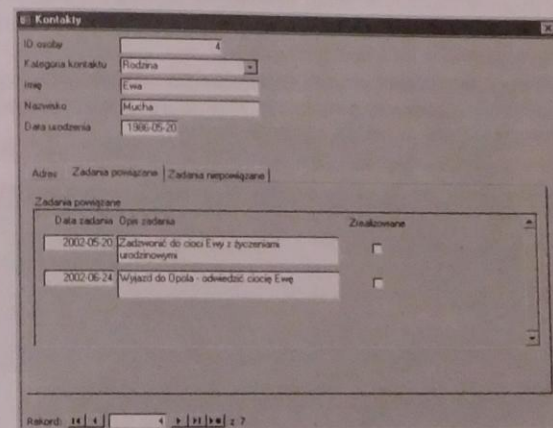 Kontakty
ID osoby 4
Kategoria kontaktu Rodzina
Imię Ewa
Nazwisko Mucha
Data urodzenia 1986-05-20
Adres Zadania powiązane Zadania niepowiązane
Zadania powiązane
Data zadania Opis zadania Zrealizowane
2002-05-20 Zadzwonić do cioci Ewy z życzeniami
urodzinowymi
2002-06-24 Wyjazd do Opola - odwiedzić ciocię Ewę
Rekord: 4 z 7